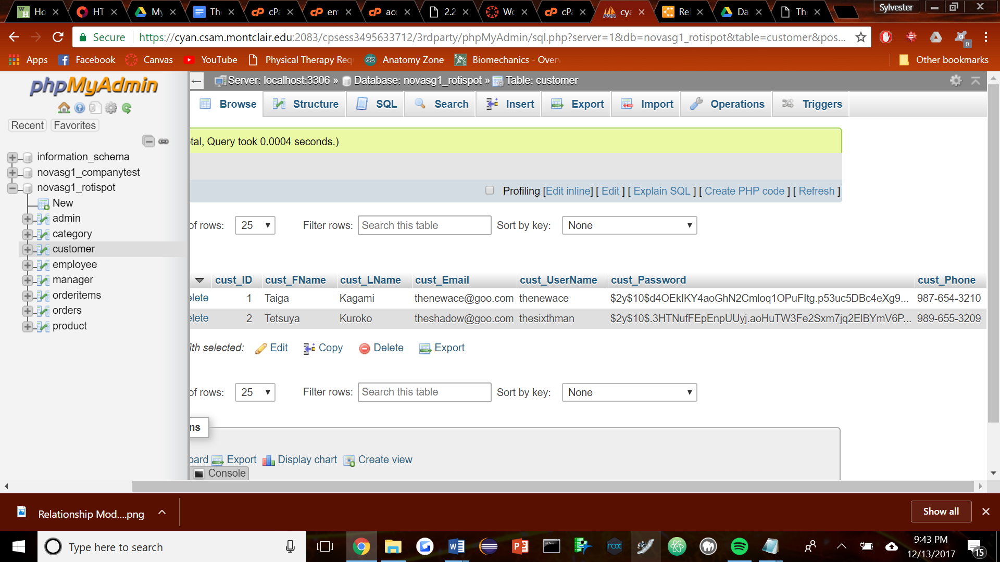 Sylvester
Ho
HT
My
The
cPa
em
acc
2.2
Wo
cPa
cya
Rel
Da
Th
Secure
https://cyan.csam.montclair.edu:2083/cpsess3495633712/3rdparty/phpMyAdmin/sql.php?server=1&db=novasg1_rotispot&table=customer&pos...
0
Apps
Facebook
Canvas
YouTube
Physical Therapy Req
Anatomy Zone
Biomechanics - Over
Other bookmarks
phpMyAdmin
Recent
Favorites
information_schema
novasg1_companytest
novasg1_rotispot
New
admin
category
customer
employee
manager
orderitems
orders
product
Server: localhost:3306 » Database: novasg1_rotispot » Table: customer
Browse Structure SQL Search Insert Export Import Operations Triggers
tal, Query took 0.0004 seconds.)
Profiling [Edit inline] [ Edit ] [ Explain SQL ] [ Create PHP code ] [ Refresh ]
of rows: 25 Filter rows: Search this table Sort by key: None
cust_ID cust_FName cust_LName cust_Email cust_UserName cust_Password cust_Phone
elete 1 Taiga Kagami thenewace@goo.com thenewace $2y$10$d4OEkIKY4aoGhN2Cmloq1OPuFItg.p53uc5DBc4eXg9... 987-654-3210
elete 2 Tetsuya Kuroko theshadow@goo.com thesixthman $2y$10$.3HTNufFEpEnpUUyj.aoHuTW3Fe2Sxm7jq2ElBYmV6P... 989-655-3209
ith selected: Edit Copy Delete Export
of rows: 25 Filter rows: Search this table Sort by key: None
ns
oard Export Display chart Create view
Console
Relationship Mod....png
Show all
Type here to search
9:43 PM
12/13/2017
15